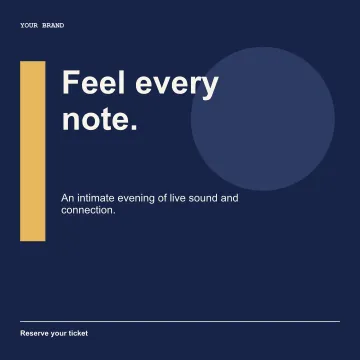 YOUR BRAND
Feel every
note.
An intimate evening of live sound and
connection.
Reserve your ticket